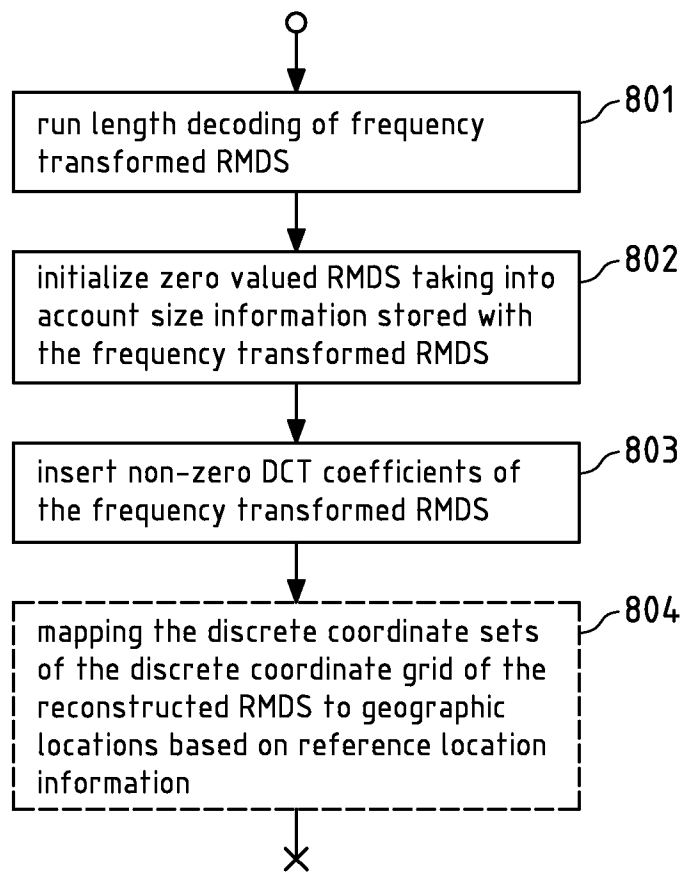 801
run length decoding of frequency
transformed RMDS
802
initialize zero valued RMDS taking into
account size information stored with
the frequency transformed RMDS
803
insert non-zero DCT coefficients of
the frequency transformed RMDS
804
mapping the discrete coordinate sets
of the discrete coordinate grid of the
reconstructed RMDS to geographic
locations based on reference location
information